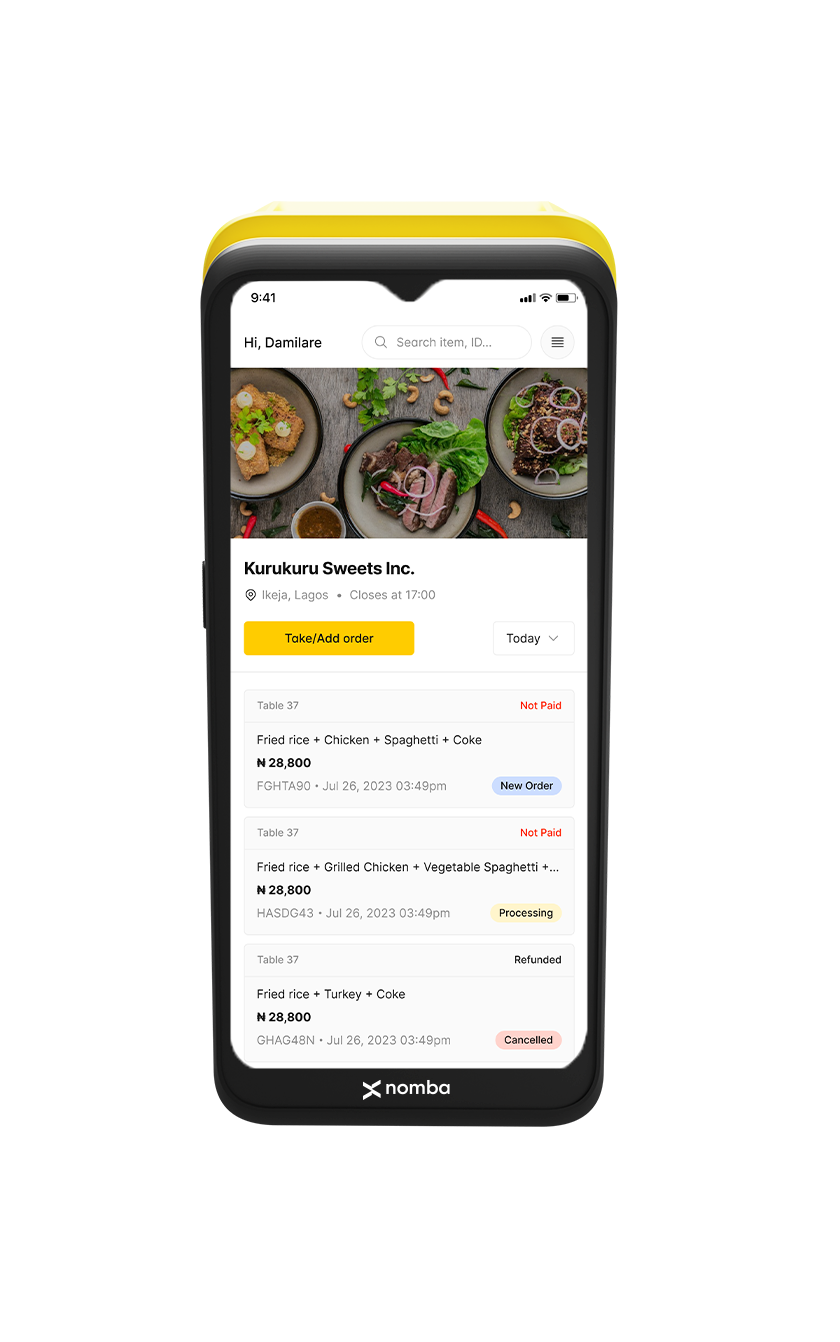 9:41
Hi, Damilare
Search item, ID...
Kurukuru Sweets Inc.
Ikeja, Lagos • Closes at 17:00
Take/Add order
Today
Table 37
Not Paid
Fried rice + Chicken + Spaghetti + Coke
₦ 28,800
FGHTA90 • Jul 26, 2023 03:49pm
New Order
Table 37
Not Paid
Fried rice + Grilled Chicken + Vegetable Spaghetti +...
₦ 28,800
HASDG43 • Jul 26, 2023 03:49pm
Processing
Table 37
Refunded
Fried rice + Turkey + Coke
₦ 28,800
GHAG48N • Jul 26, 2023 03:49pm
Cancelled
nomba